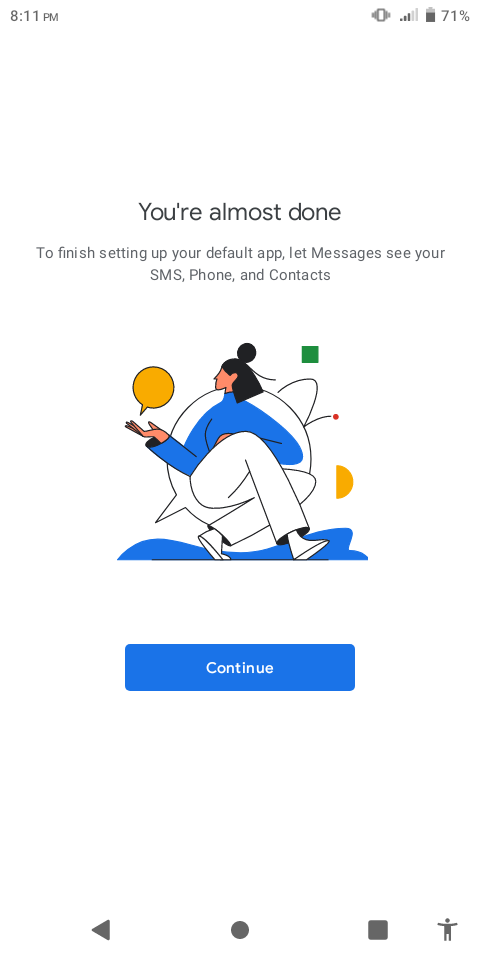 8:11 PM
71%
You're almost done
To finish setting up your default app, let Messages see your
SMS, Phone, and Contacts
Continue